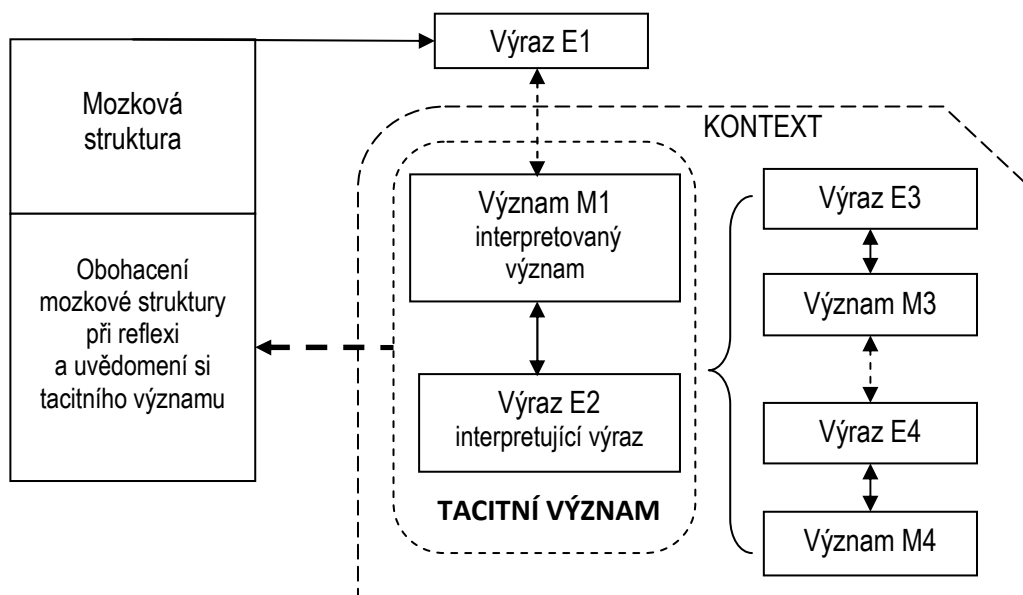 Výraz E1
Mozková
struktura
Obohacení
mozkové struktury
při reflexi
a uvědomení si
tacitního významu
KONTEXT
Význam M1
interpretovaný
význam
Výraz E2
interpretující výraz
TACITNÍ VÝZNAM
Výraz E3
Význam M3
Výraz E4
Význam M4